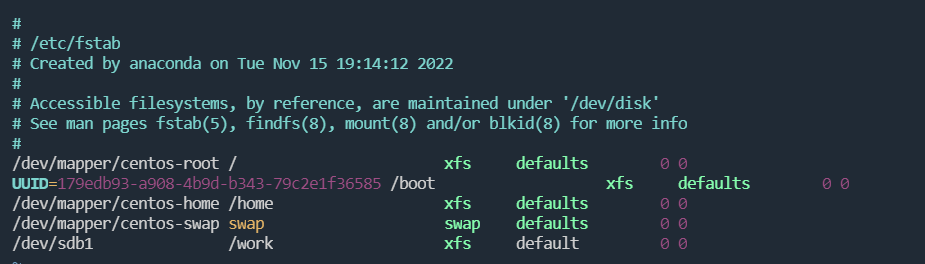 #
# /etc/fstab
# Created by anaconda on Tue Nov 15 19:14:12 2022
#
# Accessible filesystems, by reference, are maintained under '/dev/disk'
# See man pages fstab(5), findfs(8), mount(8) and/or blkid(8) for more info
#
/dev/mapper/centos-root /                       xfs     defaults        0 0
UUID=179edb93-a908-4b9d-b343-79c2e1f36585 /boot                   xfs     defaults        0 0
/dev/mapper/centos-home /home                   xfs     defaults        0 0
/dev/mapper/centos-swap swap                    swap    defaults        0 0
/dev/sdb1               /work                   xfs     default         0 0